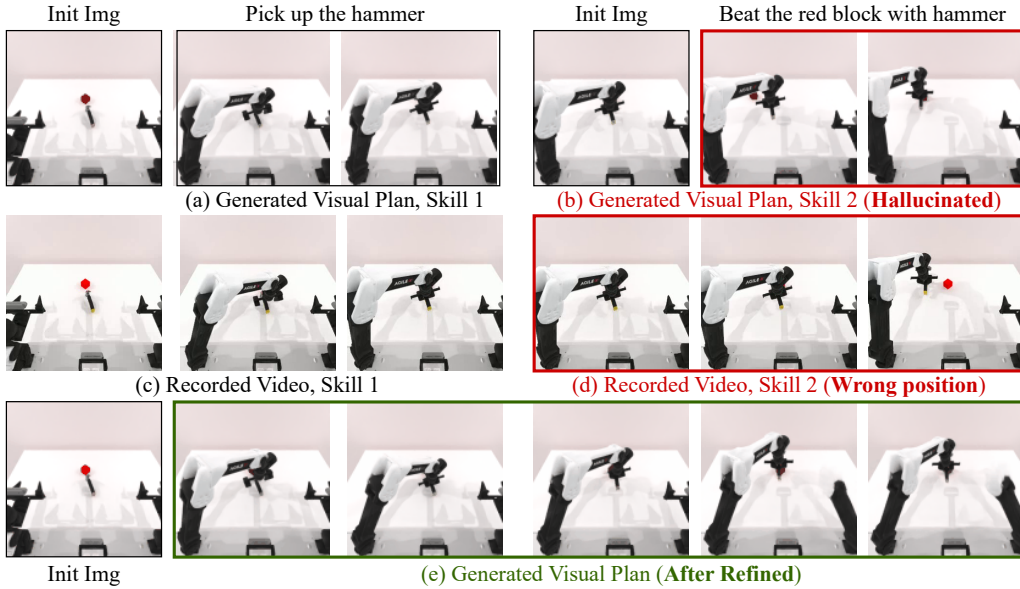 Init Img
Pick up the hammer
Init Img
Beat the red block with hammer
(a) Generated Visual Plan, Skill 1
(b) Generated Visual Plan, Skill 2 (Hallucinated)
(c) Recorded Video, Skill 1
(d) Recorded Video, Skill 2 (Wrong position)
Init Img
(e) Generated Visual Plan (After Refined)